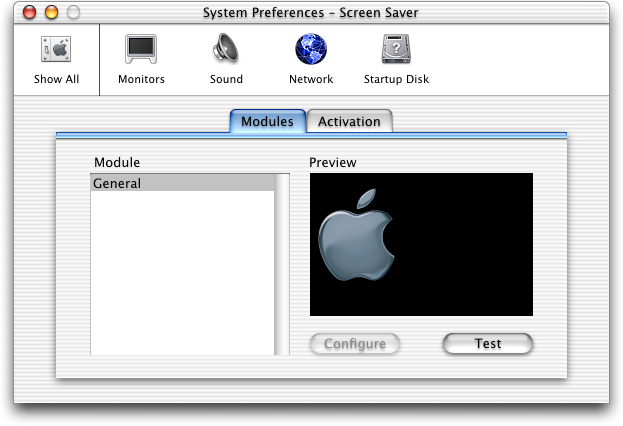 System Preferences – Screen Saver
Show All Monitors Sound Network Startup Disk
Modules Activation
Module Preview
General
Configure Test